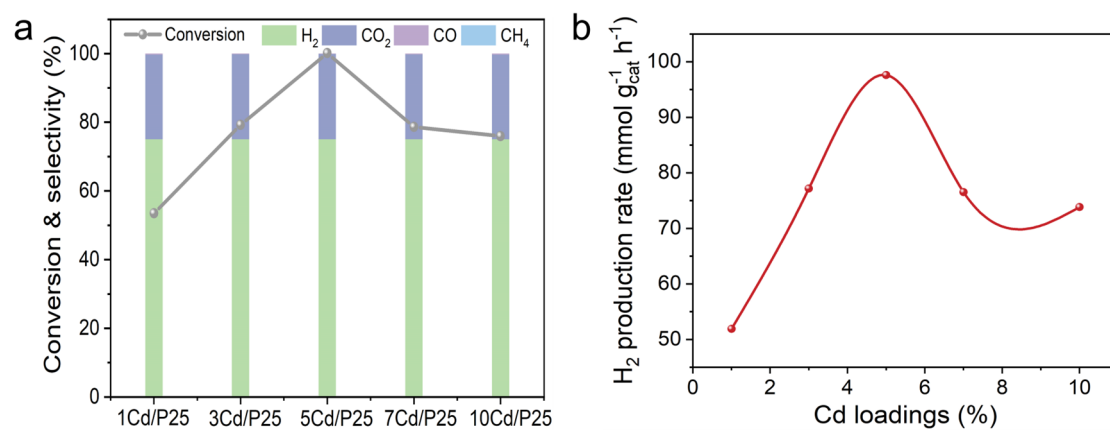 a
Conversion H₂ CO₂ CO CH₄
Conversion & selectivity (%)
100
80
60
40
20
0
1Cd/P25 3Cd/P25 5Cd/P25 7Cd/P25 10Cd/P25
b
H₂ production rate (mmol g⁻¹cat h⁻¹)
100
90
80
70
60
50
0 2 4 6 8 10
Cd loadings (%)